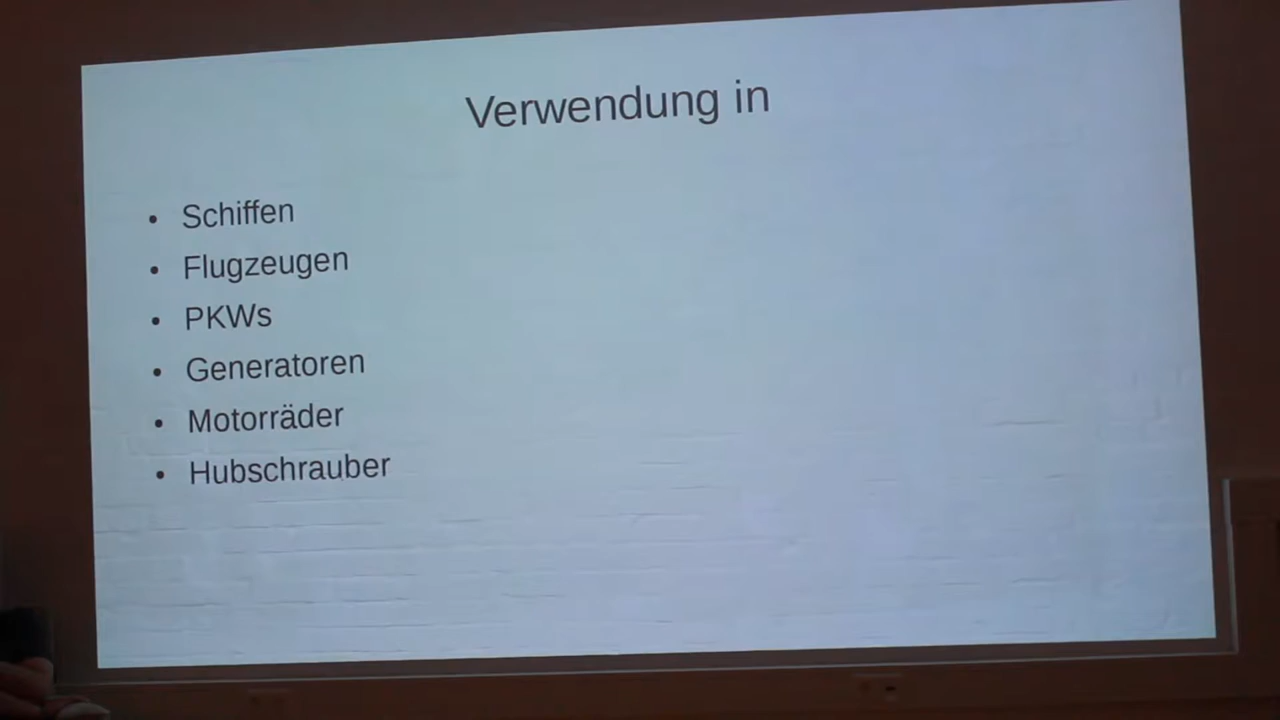 Verwendung in
• Schiffen
• Flugzeugen
• PKWs
• Generatoren
• Motorräder
• Hubschrauber